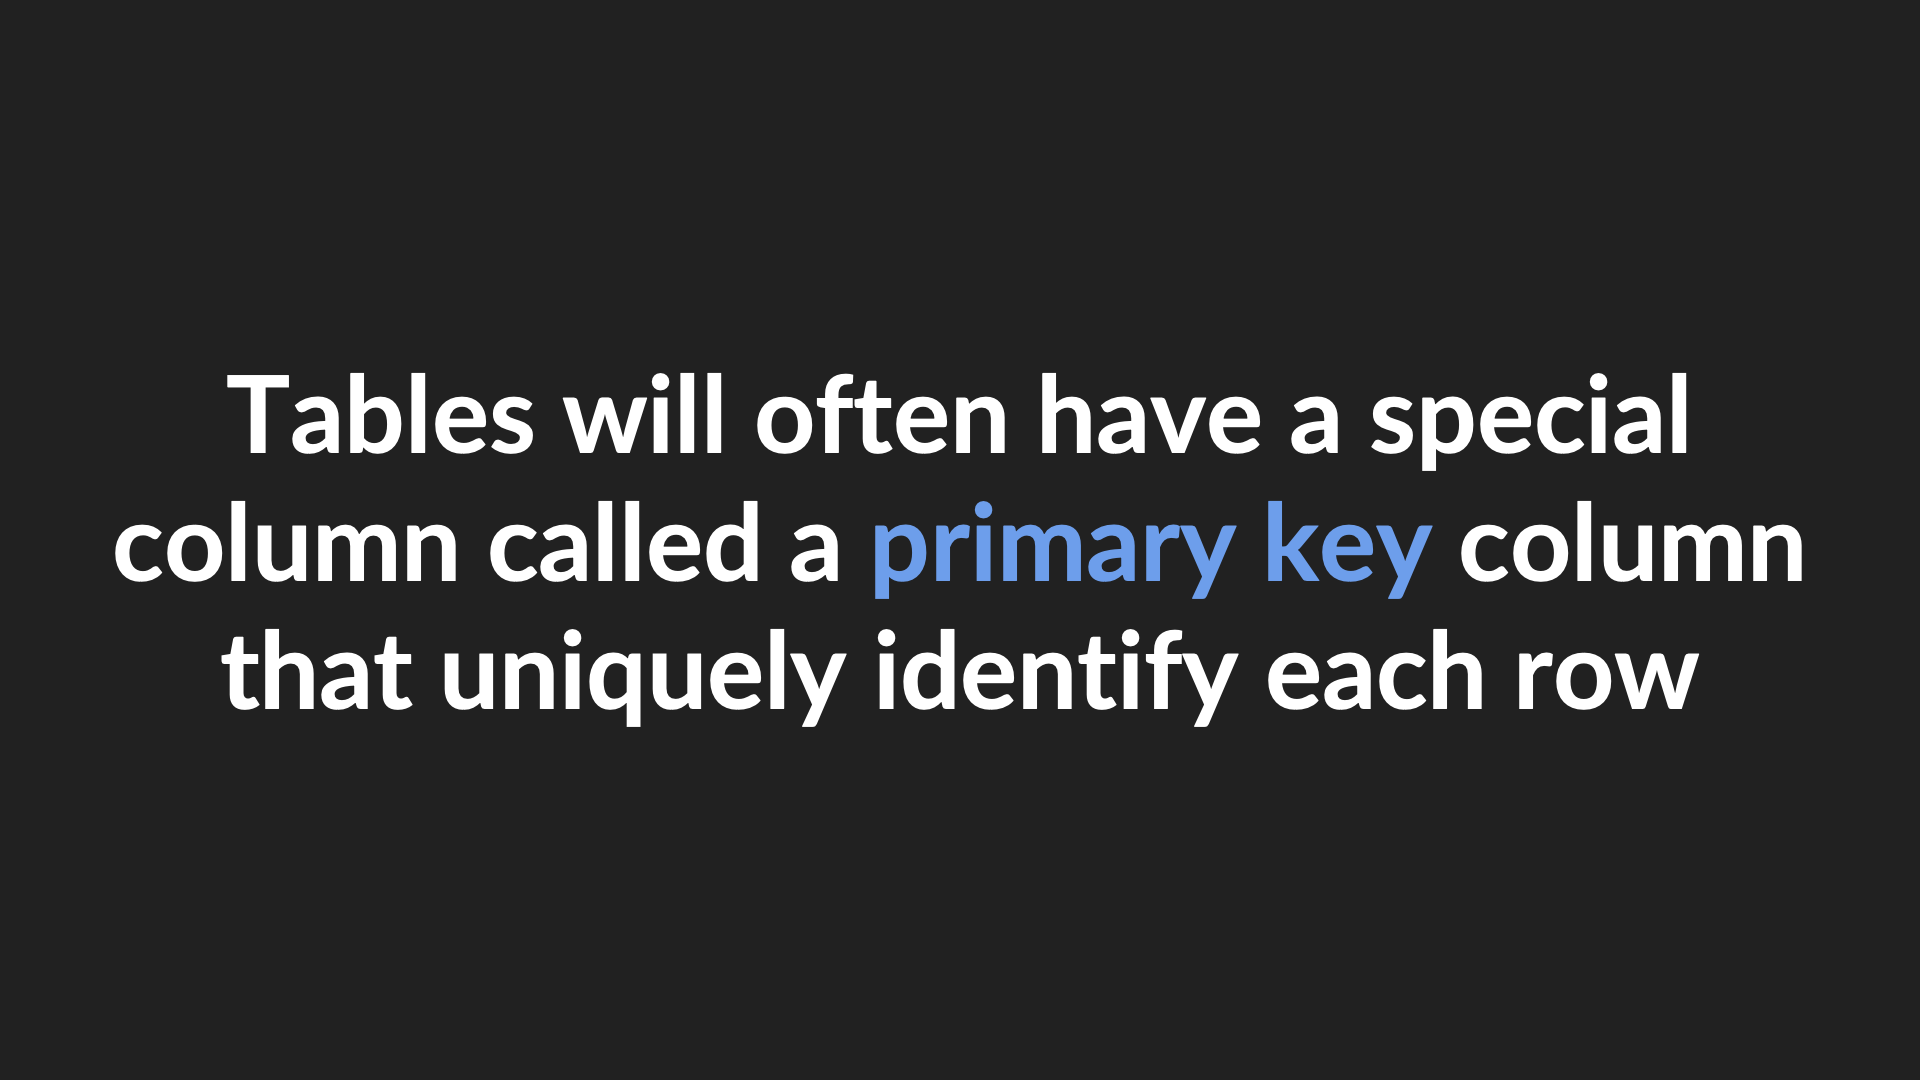 Tables will often have a special
column called a primary key column
that uniquely identify each row